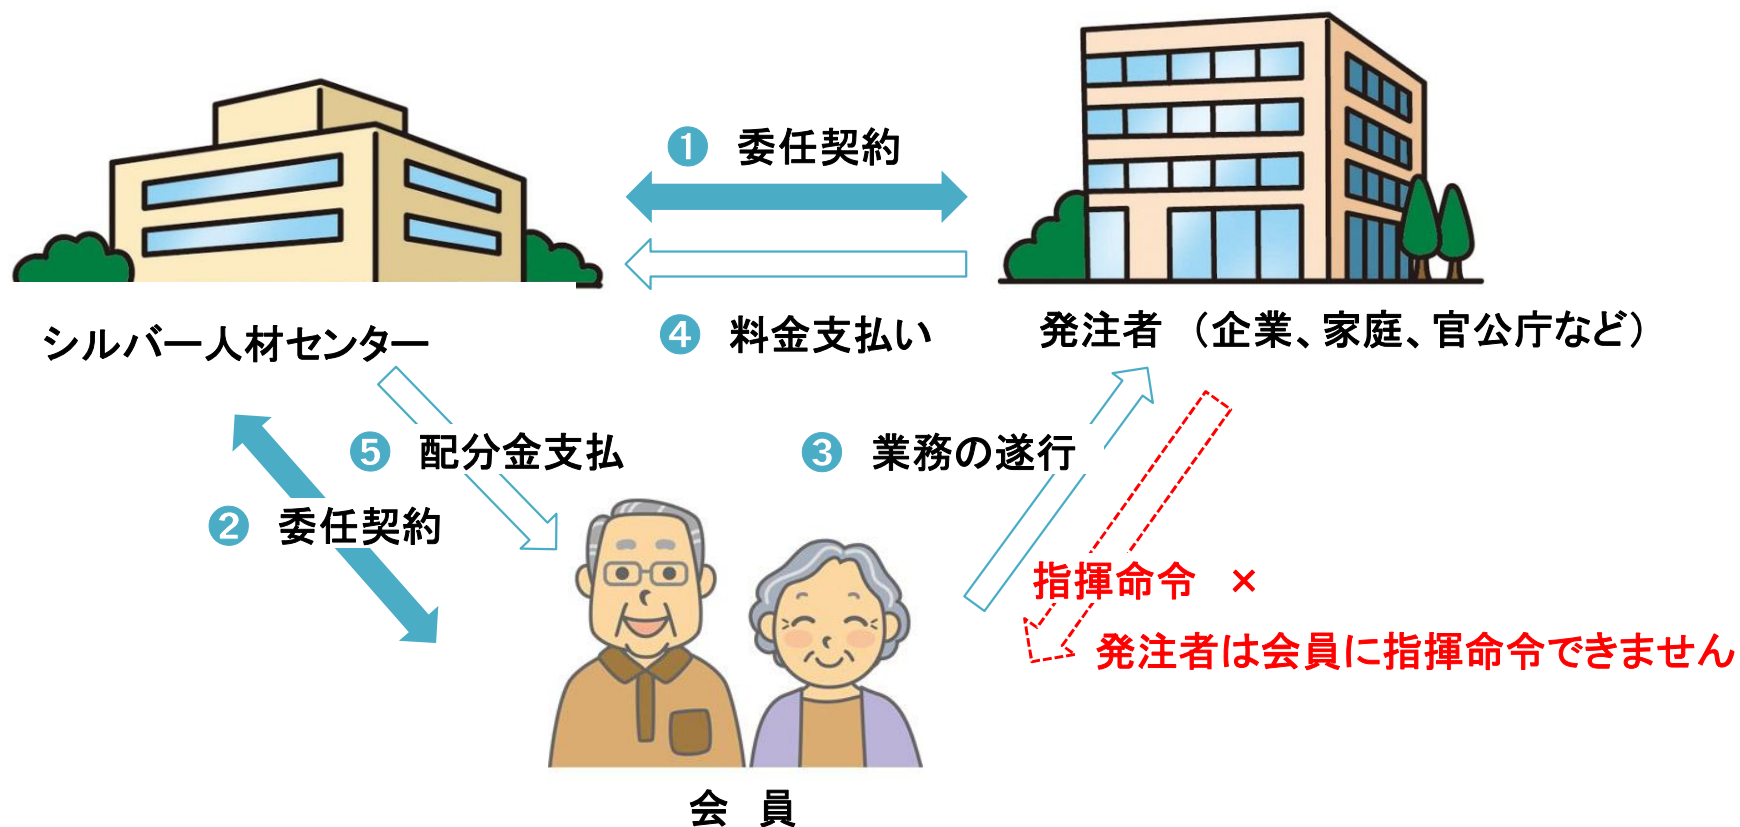 ❶ 委任契約
❹ 料金支払い
シルバー人材センター
発注者 (企業、家庭、官公庁など)
❺ 配分金支払
❸ 業務の遂行
❷ 委任契約
指揮命令 ×
発注者は会員に指揮命令できません
会 員